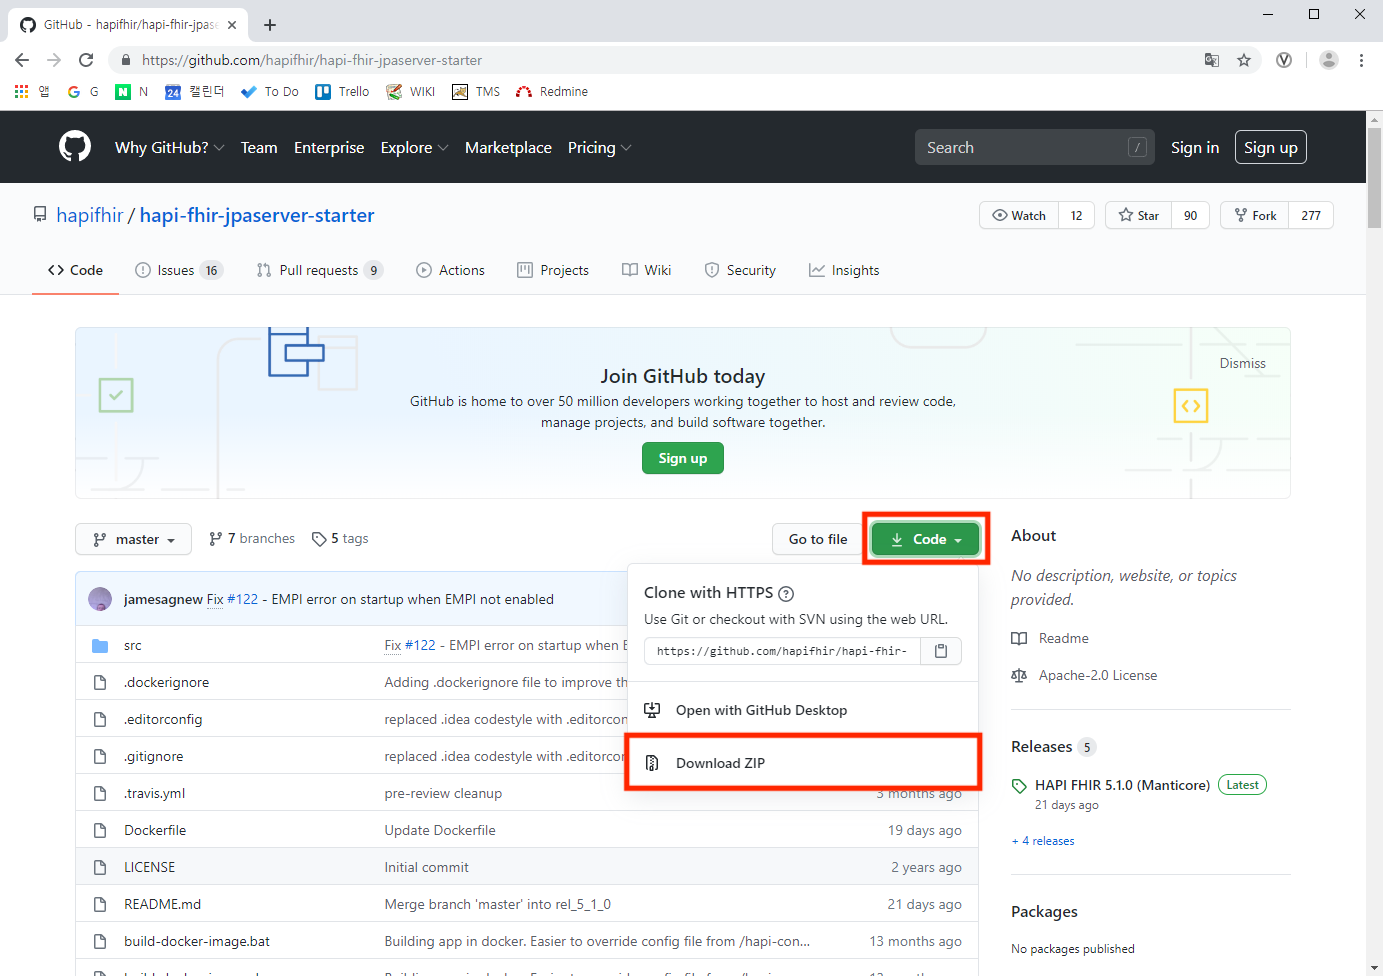 GitHub - hapifhir/hapi-fhir-jpase
https://github.com/hapifhir/hapi-fhir-jpaserver-starter
앱 G N 24 캘린더 To Do Trello WIKI TMS Redmine
Why GitHub? Team Enterprise Explore Marketplace Pricing Search / Sign in Sign up
hapifhir / hapi-fhir-jpaserver-starter Watch 12 Star 90 Fork 277
Code Issues 16 Pull requests 9 Actions Projects Wiki Security Insights
Dismiss
Join GitHub today
GitHub is home to over 50 million developers working together to host and review code,
manage projects, and build software together.
Sign up
master 7 branches 5 tags Go to file Code
jamesagnew Fix #122 - EMPI error on startup when EMPI not enabled
src Fix #122 - EMPI error on startup when E
.dockerignore Adding .dockerignore file to improve th
.editorconfig replaced .idea codestyle with .editorcon
.gitignore replaced .idea codestyle with .editorcon
.travis.yml pre-review cleanup 3 months ago
Dockerfile Update Dockerfile 19 days ago
LICENSE Initial commit 2 years ago
README.md Merge branch 'master' into rel_5_1_0 21 days ago
build-docker-image.bat Building app in docker. Easier to override config file from /hapi-con... 13 months ago
Clone with HTTPS ?
Use Git or checkout with SVN using the web URL.
https://github.com/hapifhir/hapi-fhir-
Open with GitHub Desktop
Download ZIP
About
No description, website, or topics
provided.
Readme
Apache-2.0 License
Releases 5
HAPI FHIR 5.1.0 (Manticore) Latest
21 days ago
+ 4 releases
Packages
No packages published